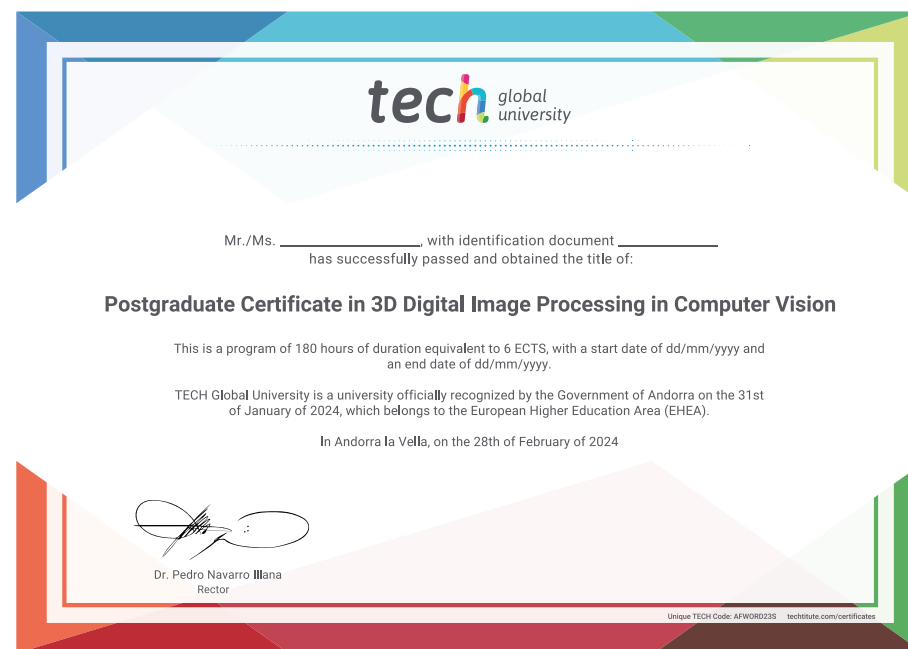 tech global university
Mr./Ms. ____________, with identification document ____________
has successfully passed and obtained the title of:
Postgraduate Certificate in 3D Digital Image Processing in Computer Vision
This is a program of 180 hours of duration equivalent to 6 ECTS, with a start date of dd/mm/yyyy and
an end date of dd/mm/yyyy.
TECH Global University is a university officially recognized by the Government of Andorra on the 31st
of January of 2024, which belongs to the European Higher Education Area (EHEA).
In Andorra la Vella, on the 28th of February of 2024
Dr. Pedro Navarro Illana
Rector
Unique TECH Code: AFWORD23S techtitute.com/certificates